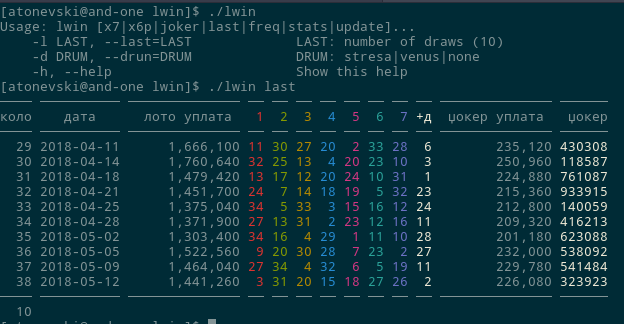 [atonevski@and-one lwin]$ ./lwin
Usage: lwin [x7|x6p|joker|last|freq|stats|update]...
-l LAST, --last=LAST LAST: number of draws (10)
-d DRUM, --drun=DRUM DRUM: stresa|venus|none
-h, --help Show this help
[atonevski@and-one lwin]$ ./lwin last
коло дата лото уплата 1 2 3 4 5 6 7 +д џокер уплата џокер
29 2018-04-11 1,666,100 11 30 27 20 2 33 28 6 235,120 430308
30 2018-04-14 1,760,640 32 25 13 4 20 23 10 3 250,960 118587
31 2018-04-18 1,479,420 13 17 12 20 24 10 31 1 224,880 761087
32 2018-04-21 1,451,700 24 7 14 18 19 5 32 23 215,360 933915
33 2018-04-25 1,375,040 34 5 33 3 15 16 12 24 212,800 140059
34 2018-04-28 1,371,900 27 13 31 2 23 12 16 11 209,320 416213
35 2018-05-02 1,303,400 34 16 4 29 1 11 10 28 201,180 623088
36 2018-05-05 1,522,560 9 20 30 28 7 23 2 27 232,000 538092
37 2018-05-09 1,464,040 27 34 4 32 6 5 19 11 229,780 541484
38 2018-05-12 1,441,260 3 31 20 15 18 27 26 2 226,080 323923
10